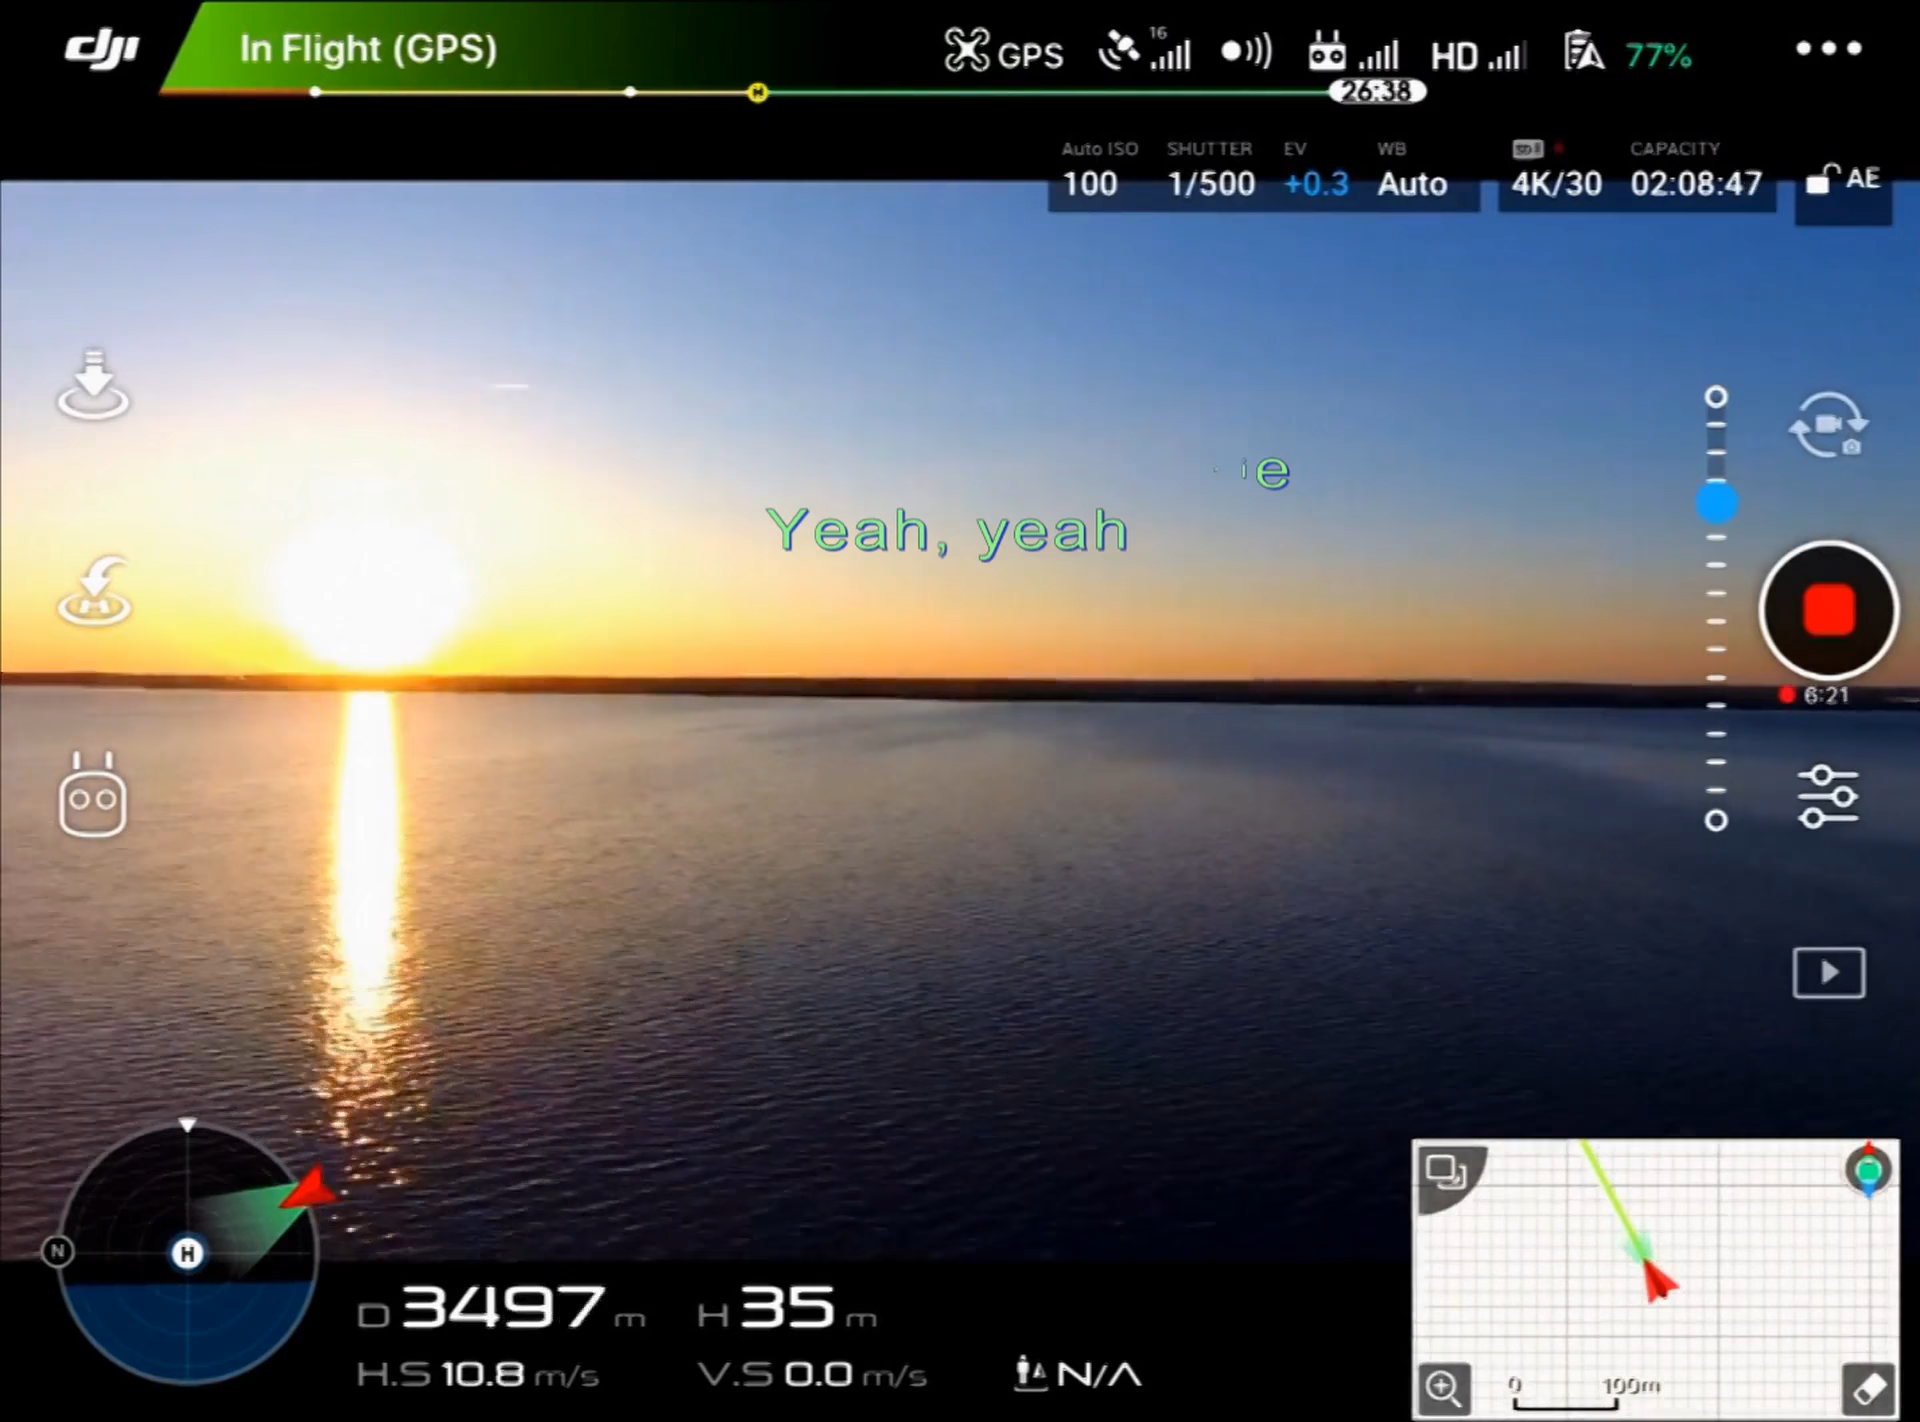 dji In Flight (GPS) GPS 16 HD 77%
H 26:38
Auto ISO SHUTTER EV WB CAPACITY
100 1/500 +0.3 Auto 4K/30 02:08:47 AE
e
Yeah, yeah
6:21
N H
D 3497 m H 35 m
H.S 10.8 m/s V.S 0.0 m/s N/A
0 100m